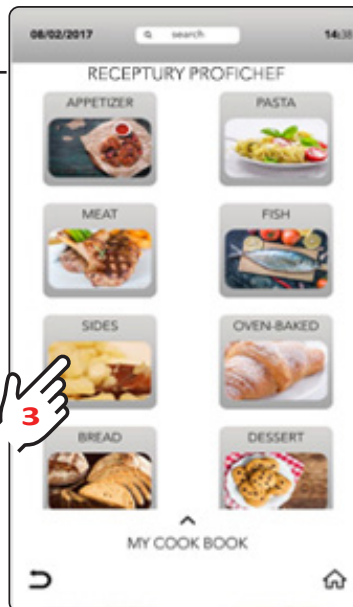 08/02/2017 search 14:38
RECEPTURY PROFICHEF
APPETIZER PASTA
MEAT FISH
SIDES OVEN-BAKED
3
BREAD DESSERT
MY COOK BOOK